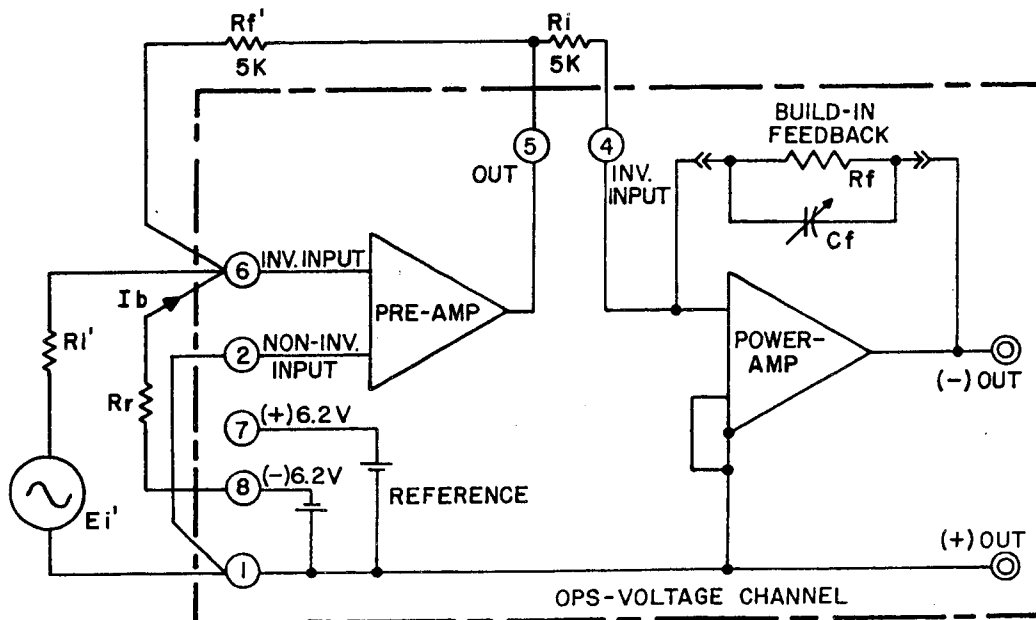 Rf' Ri
5K 5K
BUILD-IN
FEEDBACK
5 4
OUT INV.
INPUT
Rf
Cf
6 INV. INPUT
Ib
PRE-AMP
POWER-
AMP
RI'
2 NON-INV.
INPUT
(-) OUT
Rr
7 (+) 6.2V
8 (-) 6.2V
REFERENCE
Ei'
(+) OUT
1
OPS-VOLTAGE CHANNEL